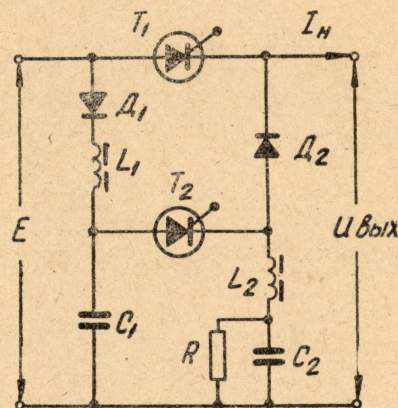 T₁ Iн
Д₁
L₁ Д₂
T₂
E Uвых
L₂
C₁ R C₂